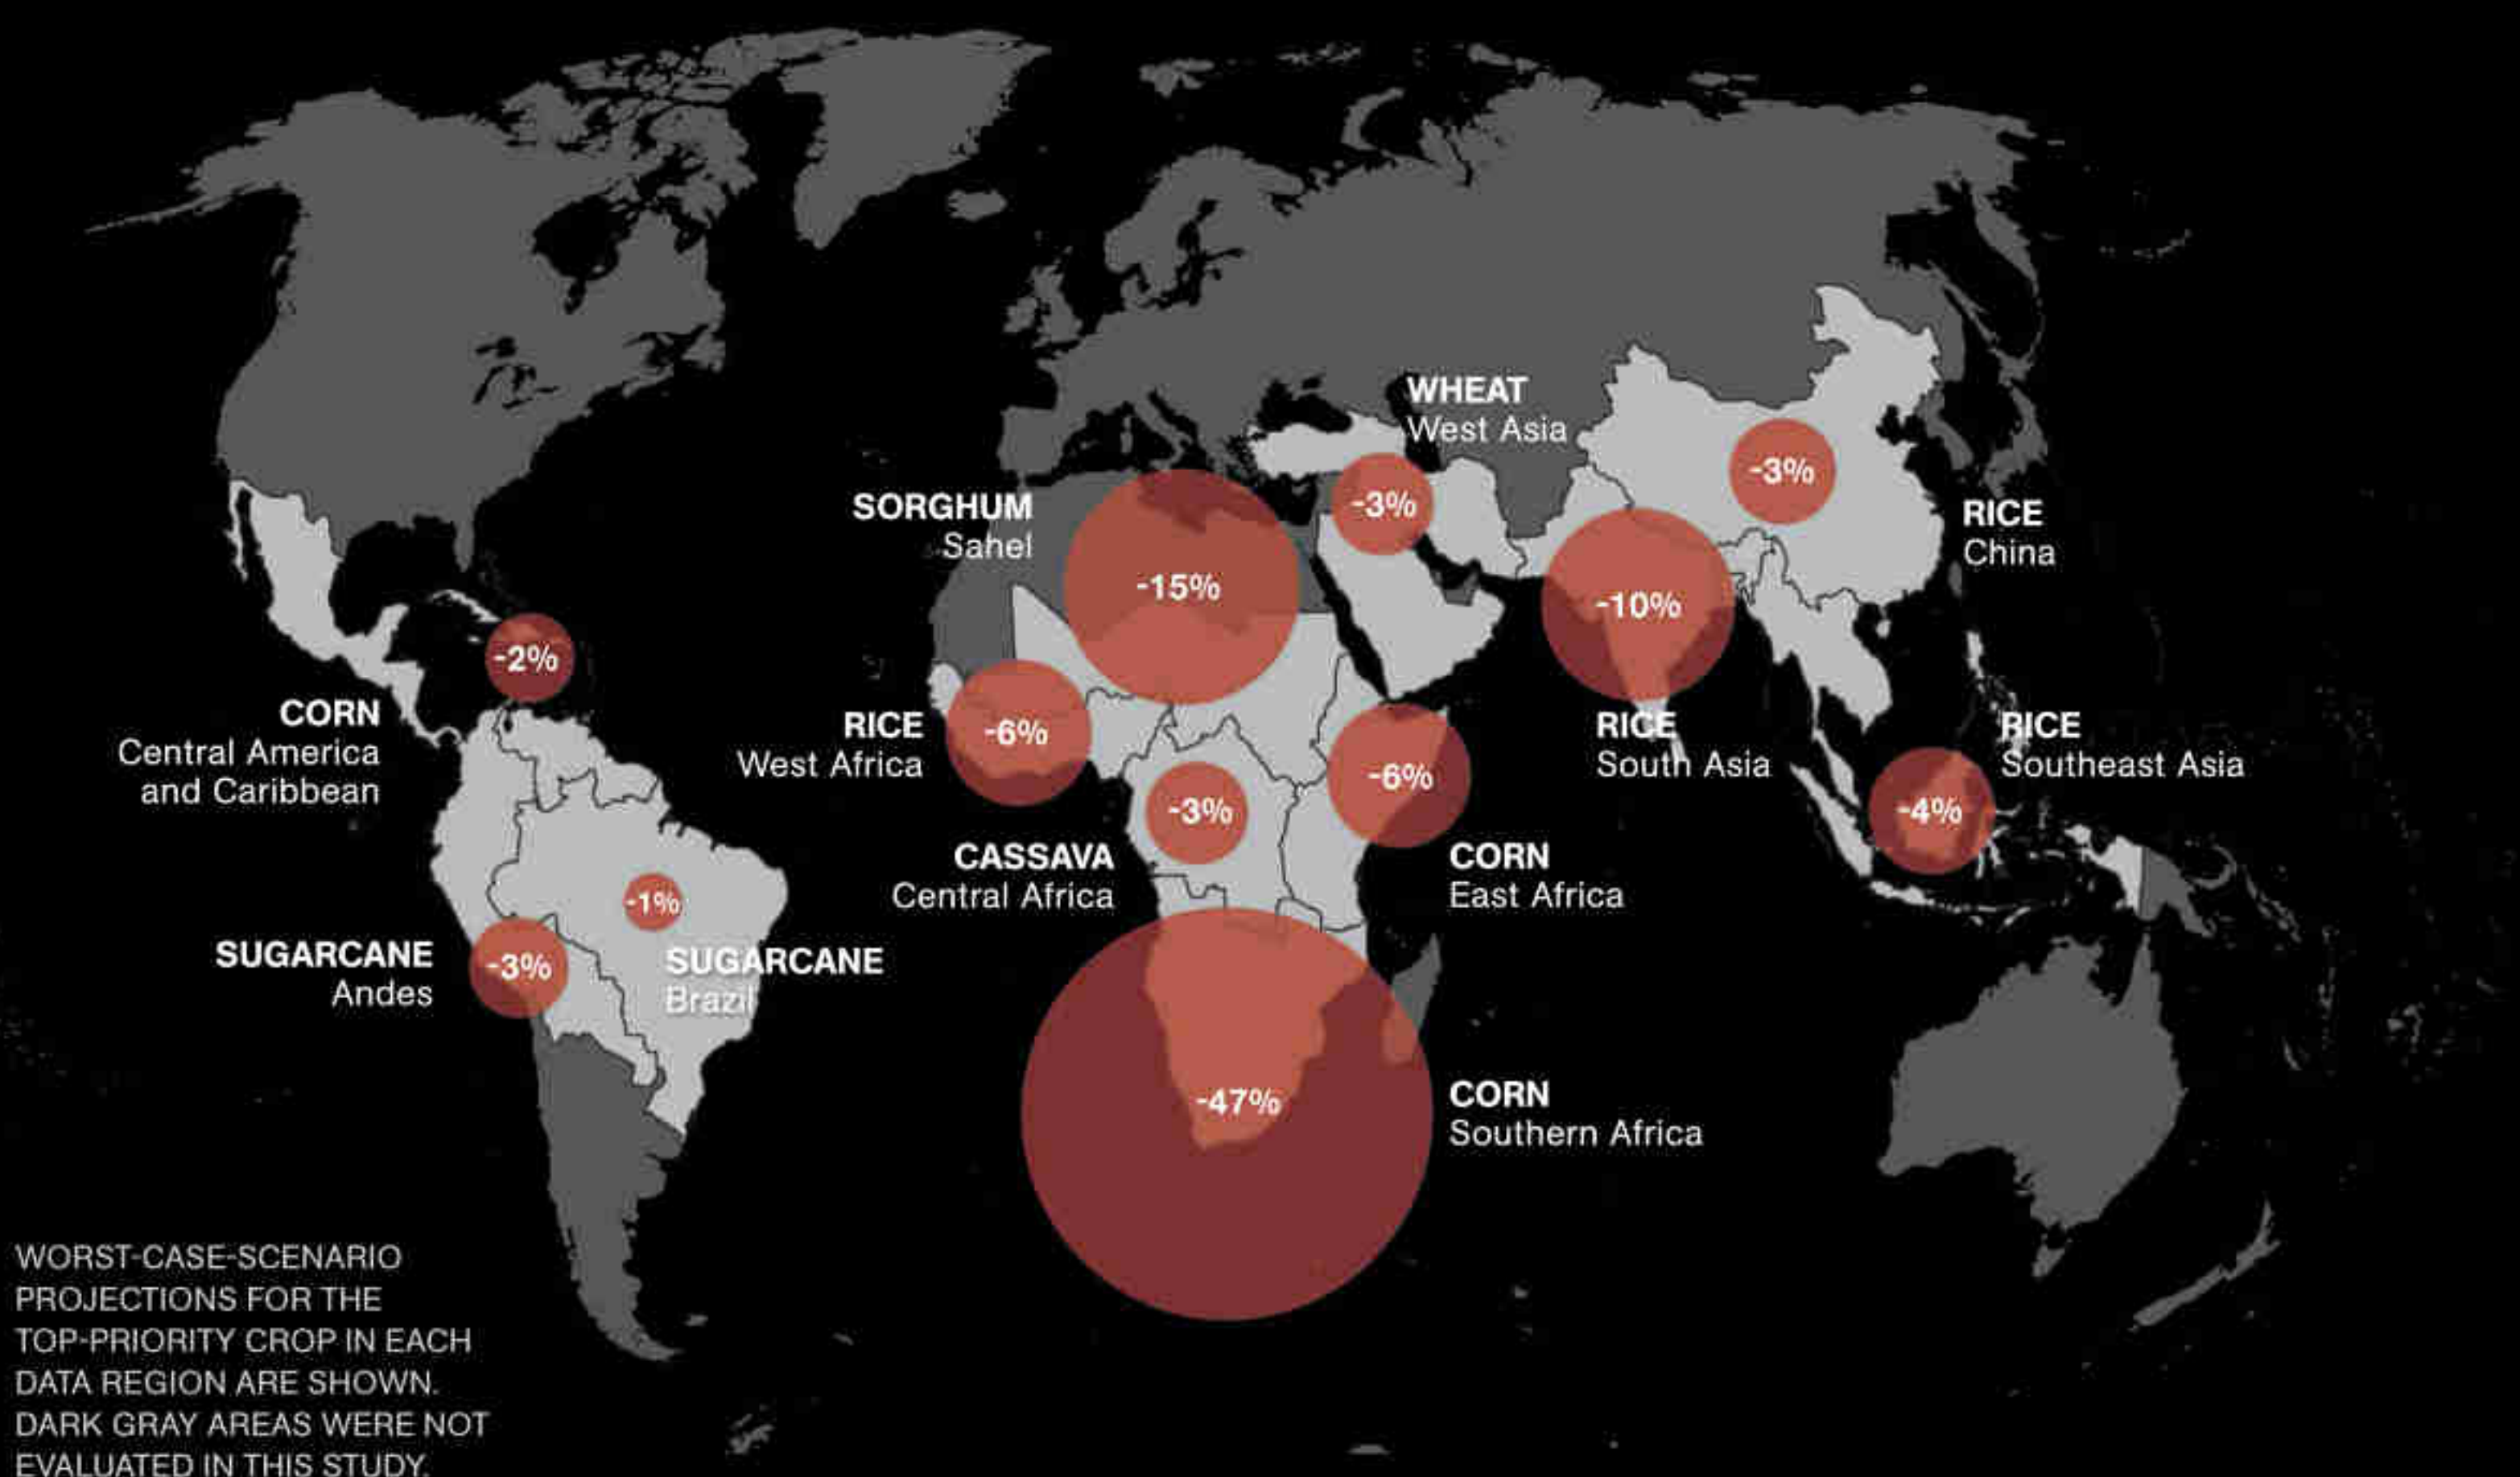 WHEAT
West Asia
-3%
-3%
RICE
China
SORGHUM
Sahel
-15%
-10%
RICE
South Asia
-2%
CORN
Central America
and Caribbean
RICE
West Africa
-6%
-6%
CORN
East Africa
RICE
Southeast Asia
-4%
-3%
CASSAVA
Central Africa
-1%
SUGARCANE
Brazil
SUGARCANE
Andes
-3%
-47%
CORN
Southern Africa
WORST-CASE-SCENARIO
PROJECTIONS FOR THE
TOP-PRIORITY CROP IN EACH
DATA REGION ARE SHOWN.
DARK GRAY AREAS WERE NOT
EVALUATED IN THIS STUDY.